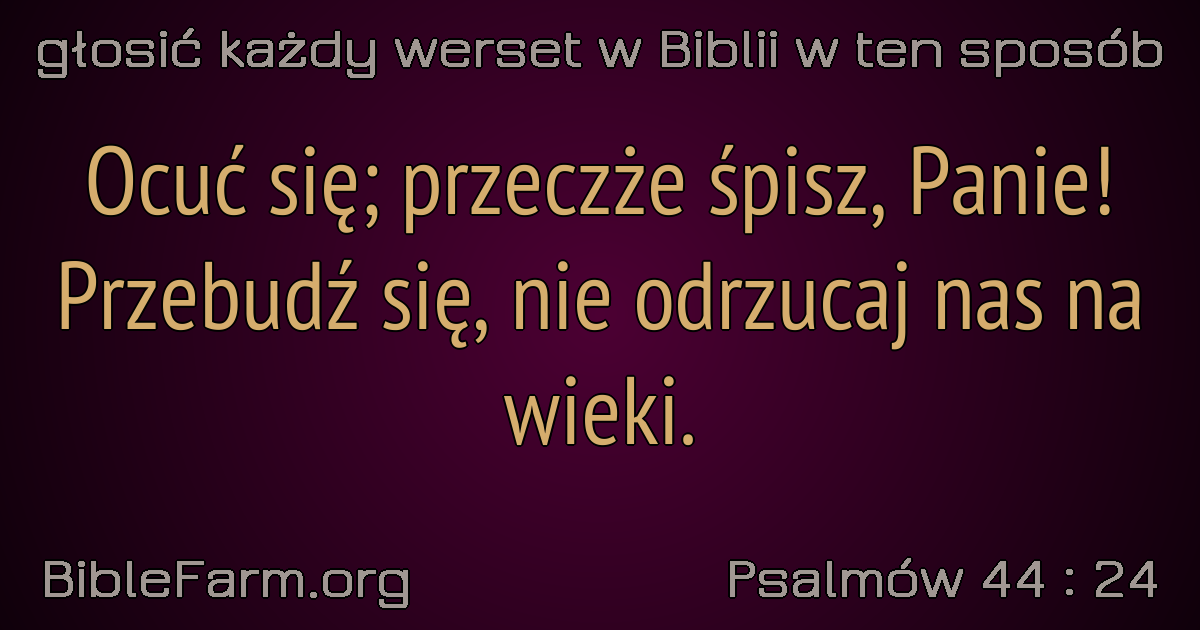 głosić każdy werset w Biblii w ten sposób
Ocuć się; przeczże śpisz, Panie!
Przebudź się, nie odrzucaj nas na
wieki.
BibleFarm.org
Psalmów 44 : 24